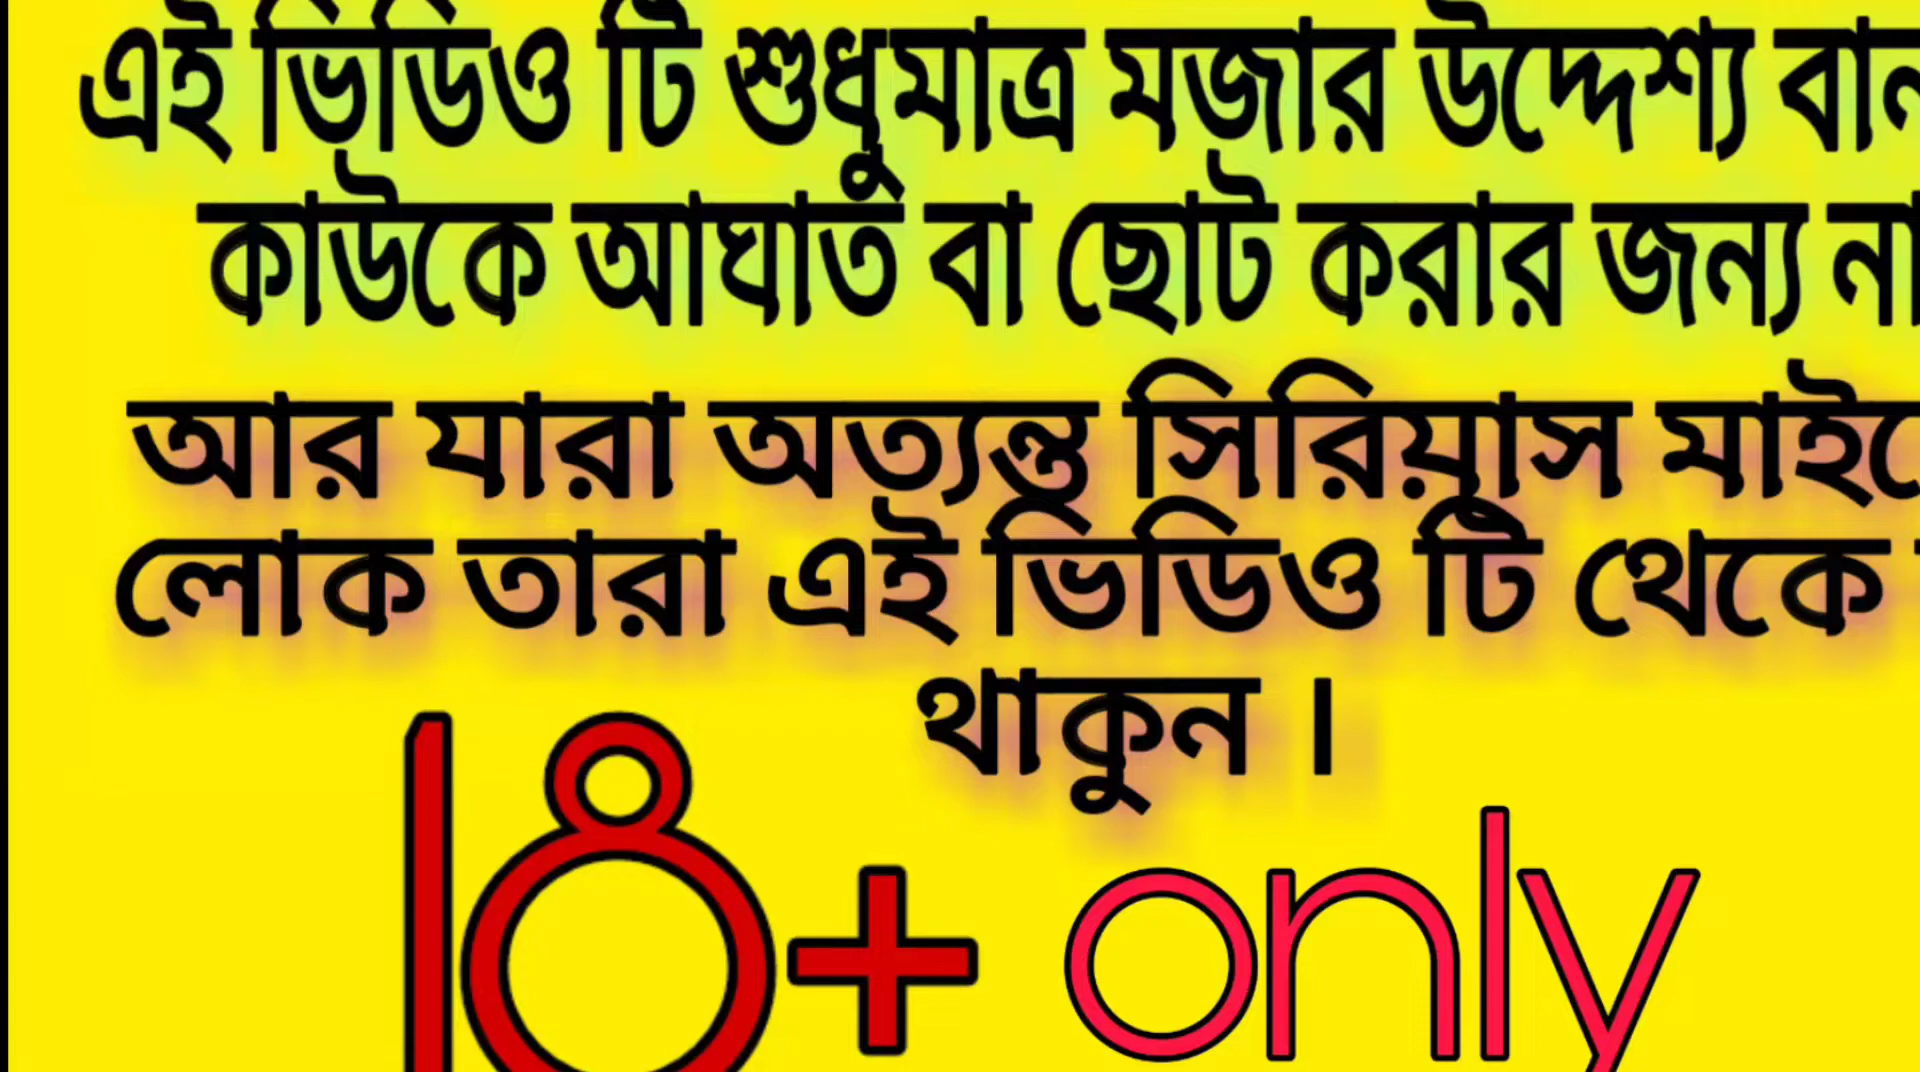 এই ভিডিও টি শুধুমাত্র মজার উদ্দেশ্য
কাউকে আঘাত বা ছোট করার জন্য
আর যারা অত্যন্ত সিরিয়াস
লোক তারা এই ভিডিও টি থেকে
থাকুন ।
18+ only